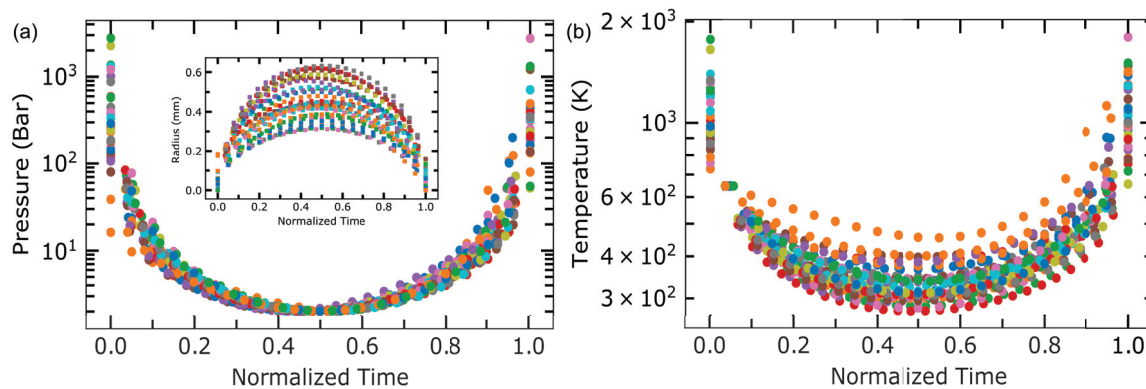 (a)
Pressure (Bar)
10³
10²
10¹
0.0 0.2 0.4 0.6 0.8 1.0
Normalized Time
Radius (mm)
0.6
0.4
0.2
0.0
0.0 0.2 0.4 0.6 0.8 1.0
Normalized Time
(b)
Temperature (K)
2 × 10³
10³
6 × 10²
4 × 10²
3 × 10²
0.0 0.2 0.4 0.6 0.8 1.0
Normalized Time